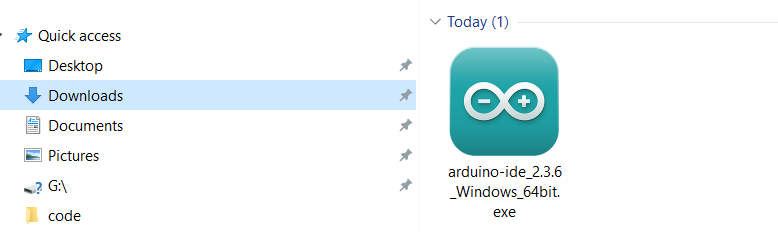 Quick access
Desktop
Downloads
Documents
Pictures
G:\
code
Today (1)
arduino-ide_2.3.6
_Windows_64bit.
exe